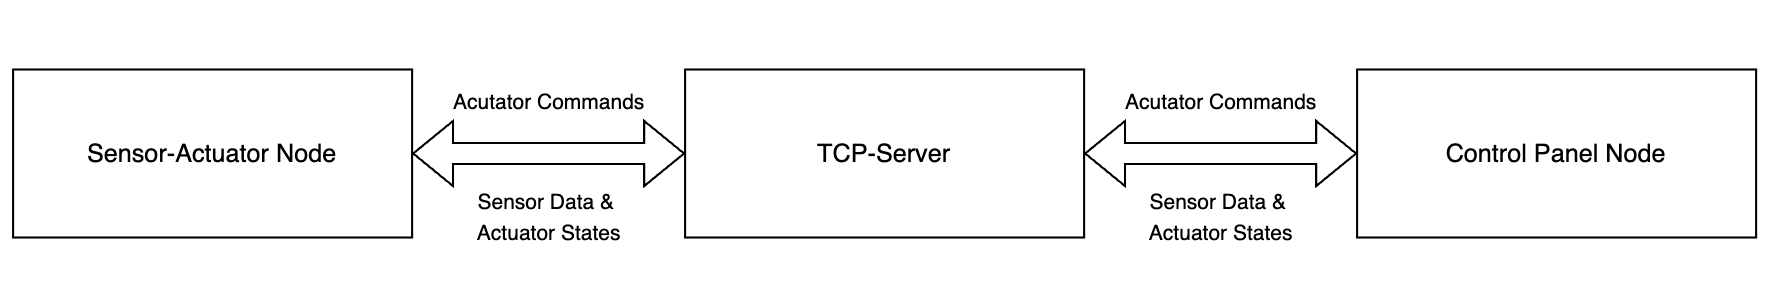 Acutator Commands
Acutator Commands
Sensor-Actuator Node
TCP-Server
Control Panel Node
Sensor Data &
Actuator States
Sensor Data &
Actuator States